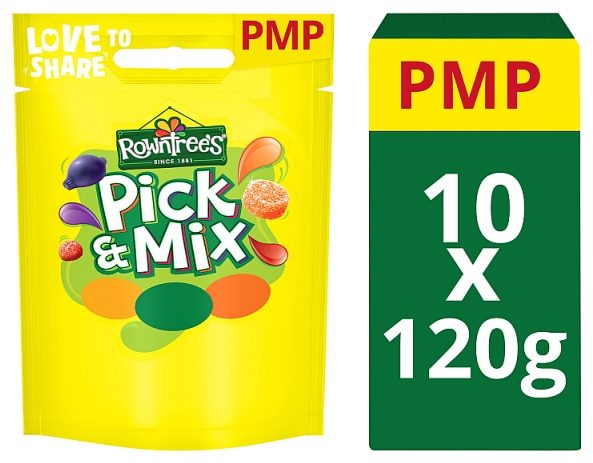 LOVE TO
SHARE
PMP
ROWNTREE'S
SINCE 1881
Pick
& Mix
PMP
10
x
120g